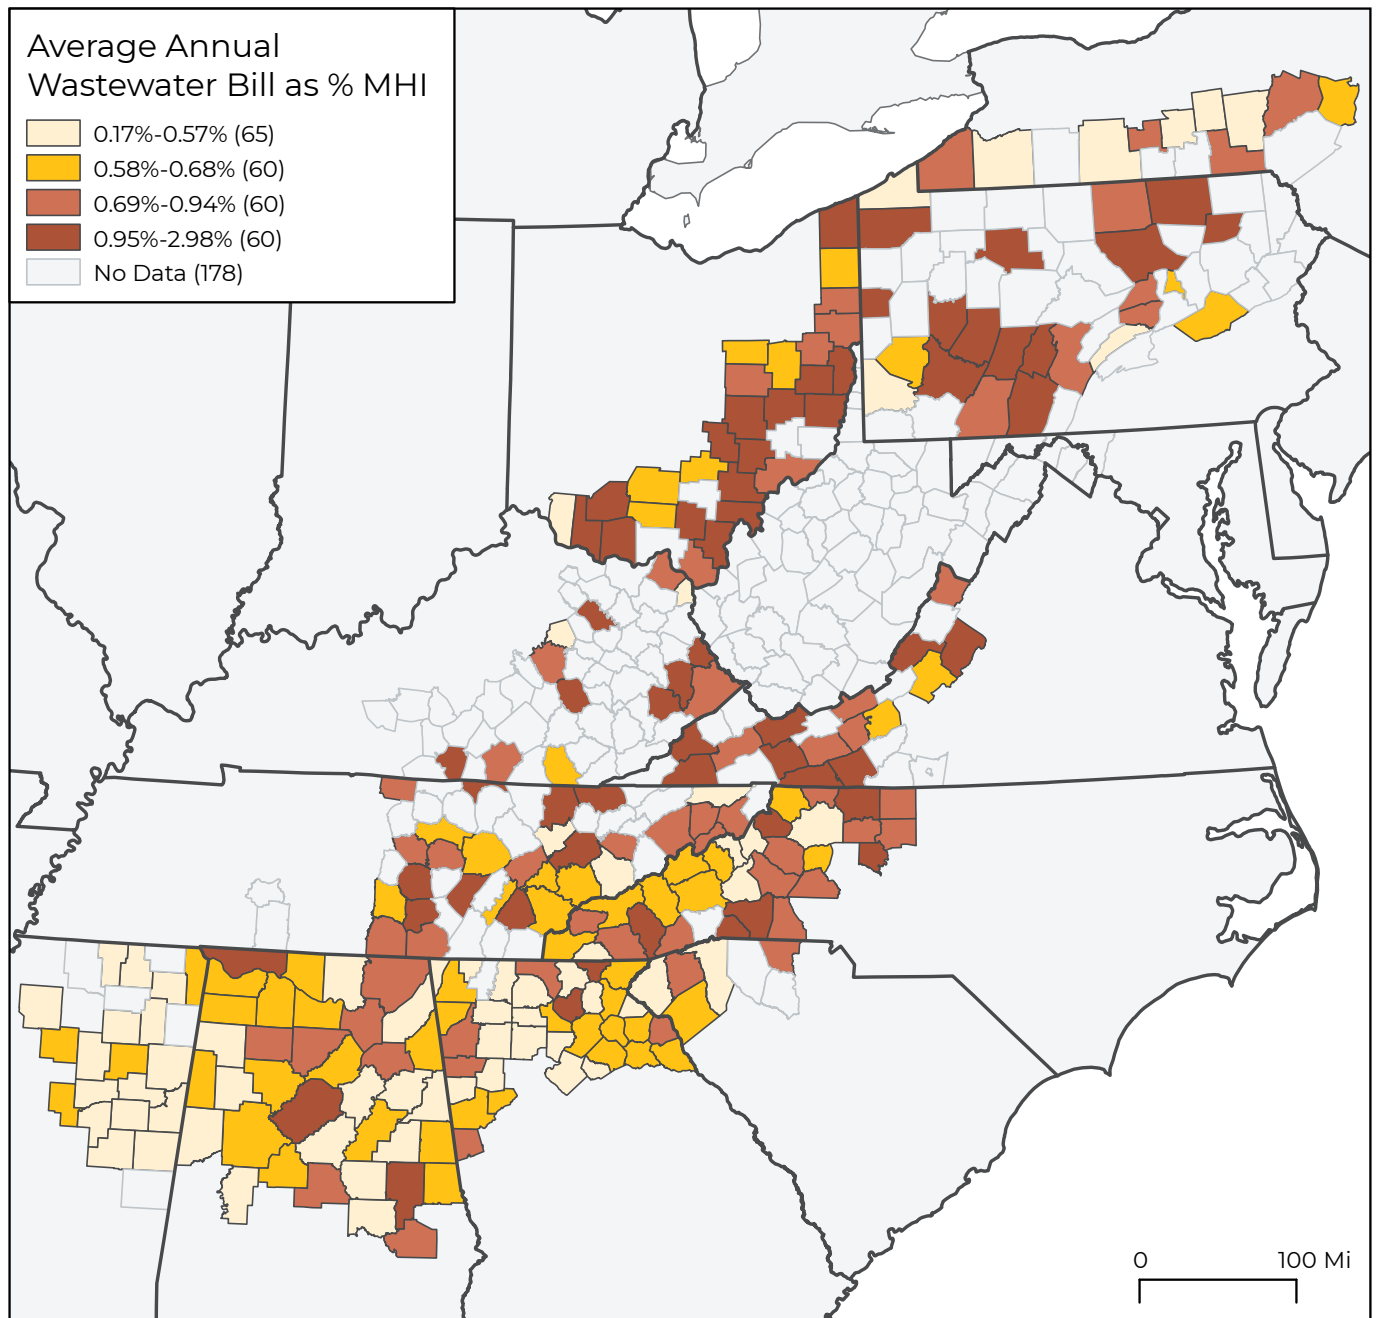 Average Annual
Wastewater Bill as % MHI
0.17%-0.57% (65)
0.58%-0.68% (60)
0.69%-0.94% (60)
0.95%-2.98% (60)
No Data (178)
0 100 Mi